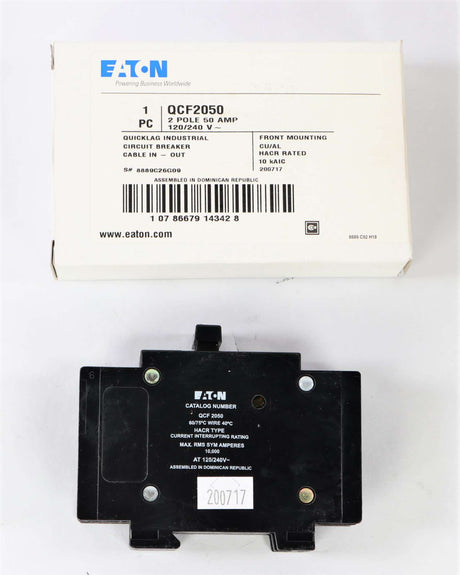 EATON
Powering Business Worldwide
1 PC
QCF2050
2 POLE 50 AMP
120/240 V ~
QUICKLAG INDUSTRIAL
CIRCUIT BREAKER
CABLE IN - OUT
FRONT MOUNTING
CU/AL
HACR RATED
10 kAIC
200717
S# 8889C26G09
ASSEMBLED IN DOMINICAN REPUBLIC
1 07 86679 14342 8
www.eaton.com
EATON
CATALOG NUMBER
QCF 2050
60/75°C WIRE 40°C
HACR TYPE
CURRENT INTERRUPTING RATING
MAX. RMS SYM AMPERES
10,000
AT 120/240V~
ASSEMBLED IN DOMINICAN REPUBLIC
200717